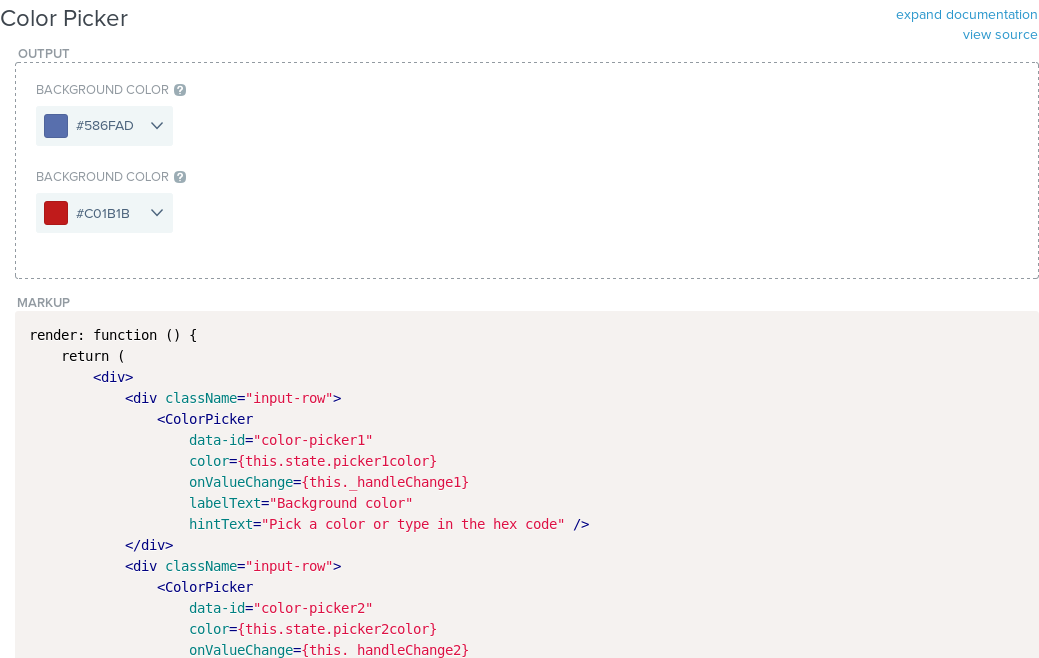 Color Picker
expand documentation
view source
OUTPUT
BACKGROUND COLOR ?
#586FAD
BACKGROUND COLOR ?
#C01B1B
MARKUP
render: function () {
    return (
        <div>
            <div className="input-row">
                <ColorPicker
                    data-id="color-picker1"
                    color={this.state.picker1color}
                    onValueChange={this._handleChange1}
                    labelText="Background color"
                    hintText="Pick a color or type in the hex code" />
            </div>
            <div className="input-row">
                <ColorPicker
                    data-id="color-picker2"
                    color={this.state.picker2color}
                    onValueChange={this._handleChange2}